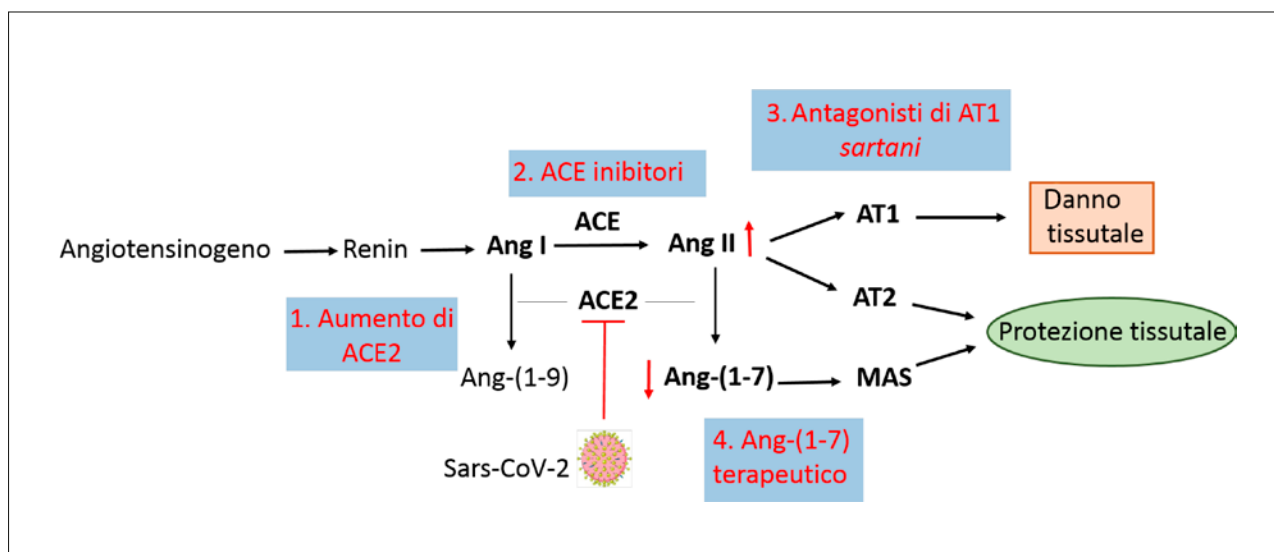 3. Antagonisti di AT1
sartani
2. ACE inibitori
Danno
tissutale
ACE
AT1
Angiotensinogeno
Renin
Ang I
Ang II
ACE2
AT2
1. Aumento di
ACE2
Protezione tissutale
Ang-(1-9)
Ang-(1-7)
MAS
4. Ang-(1-7)
terapeutico
Sars-CoV-2